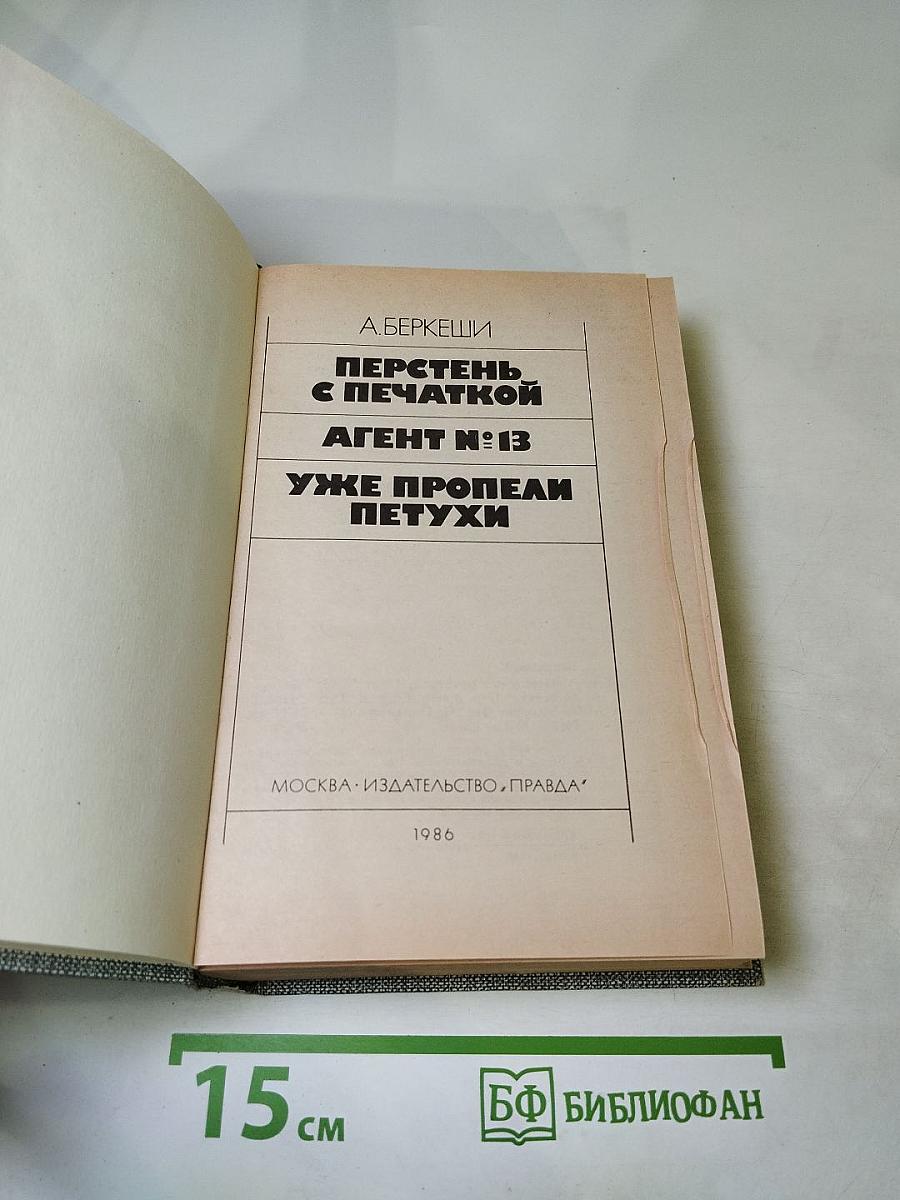 А. БЕРКЕШИ
ПЕРСТЕНЬ
С ПЕЧАТКОЙ
АГЕНТ №13
УЖЕ ПРОПЕЛИ
ПЕТУХИ
МОСКВА · ИЗДАТЕЛЬСТВО „ПРАВДА“
1986
15 см
БФ БИБЛИОФАН